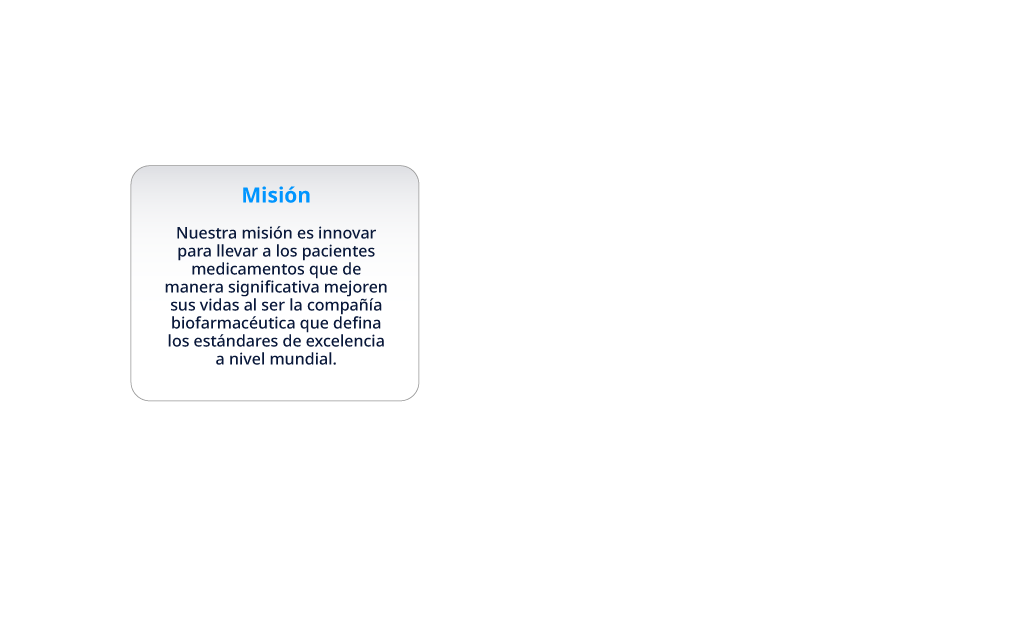 Misión
Nuestra misión es innovar
para llevar a los pacientes
medicamentos que de
manera significativa mejoren
sus vidas al ser la compañía
biofarmacéutica que defina
los estándares de excelencia
a nivel mundial.